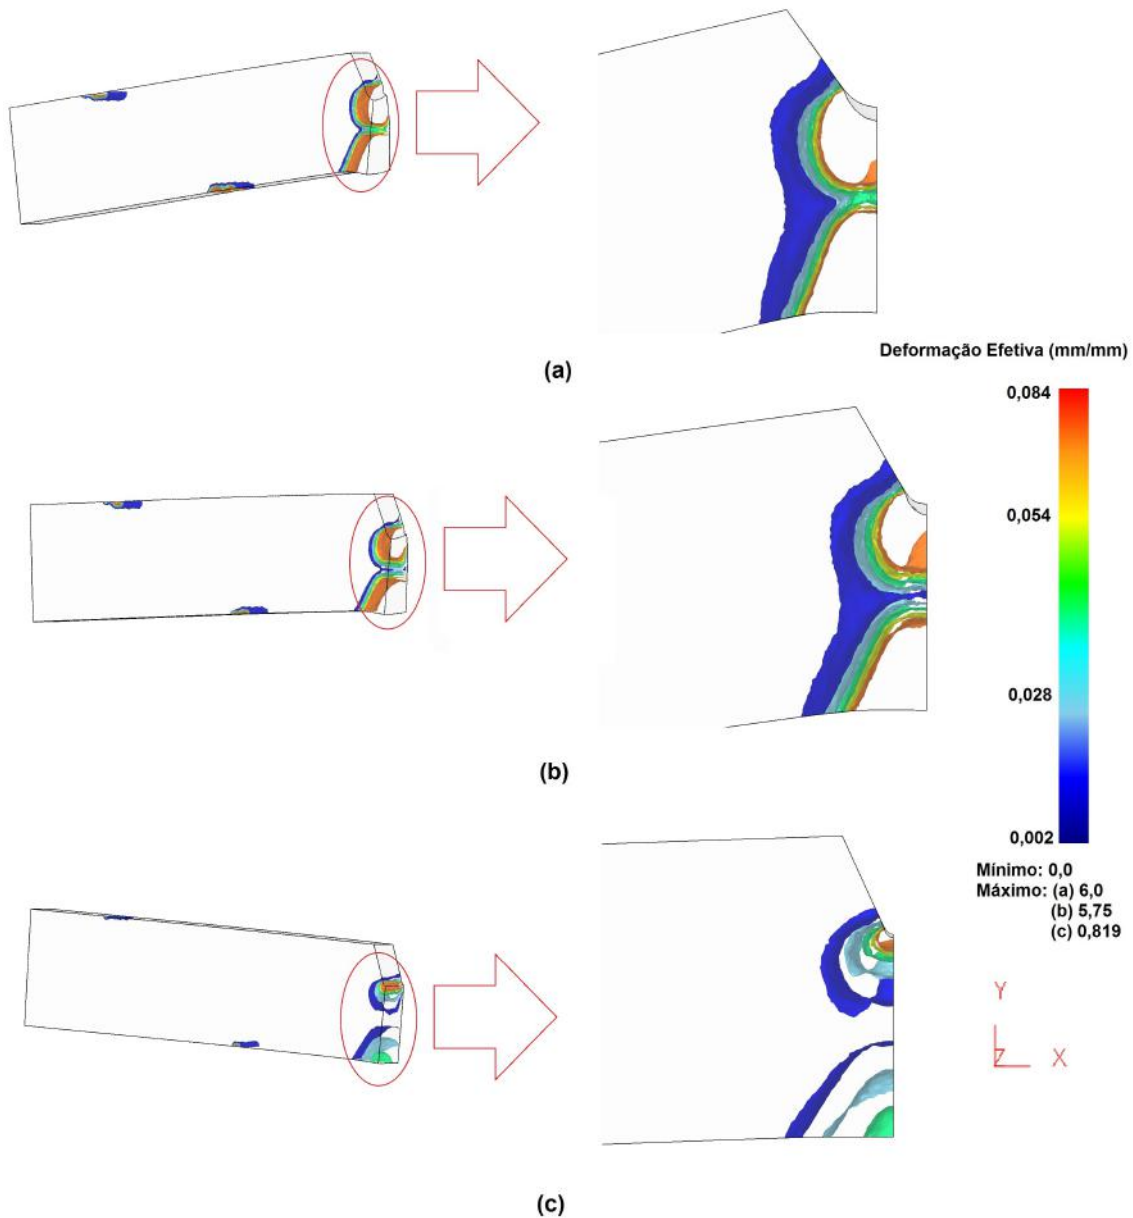 (a)
Deformação Efetiva (mm/mm)
0,084
0,054
0,028
0,002
(b)
Mínimo: 0,0
Máximo: (a) 6,0
(b) 5,75
(c) 0,819
Y
Z
X
(c)